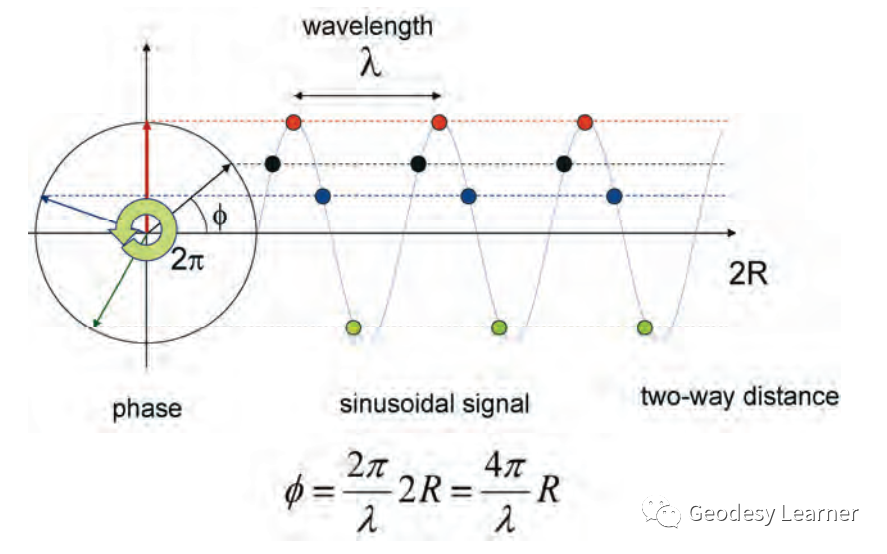 wavelength
λ
ϕ
2π
2R
phase
sinusoidal signal
two-way distance
ϕ = 2π/λ 2R = 4π/λ R
Geodesy Learner